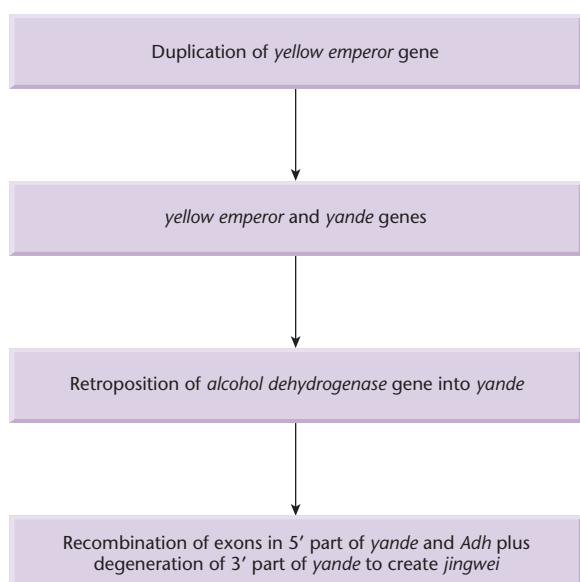 Duplication of yellow emperor gene
yellow emperor and yande genes
Retroposition of alcohol dehydrogenase gene into yande
Recombination of exons in 5′ part of yande and Adh plus
degeneration of 3′ part of yande to create jingwei